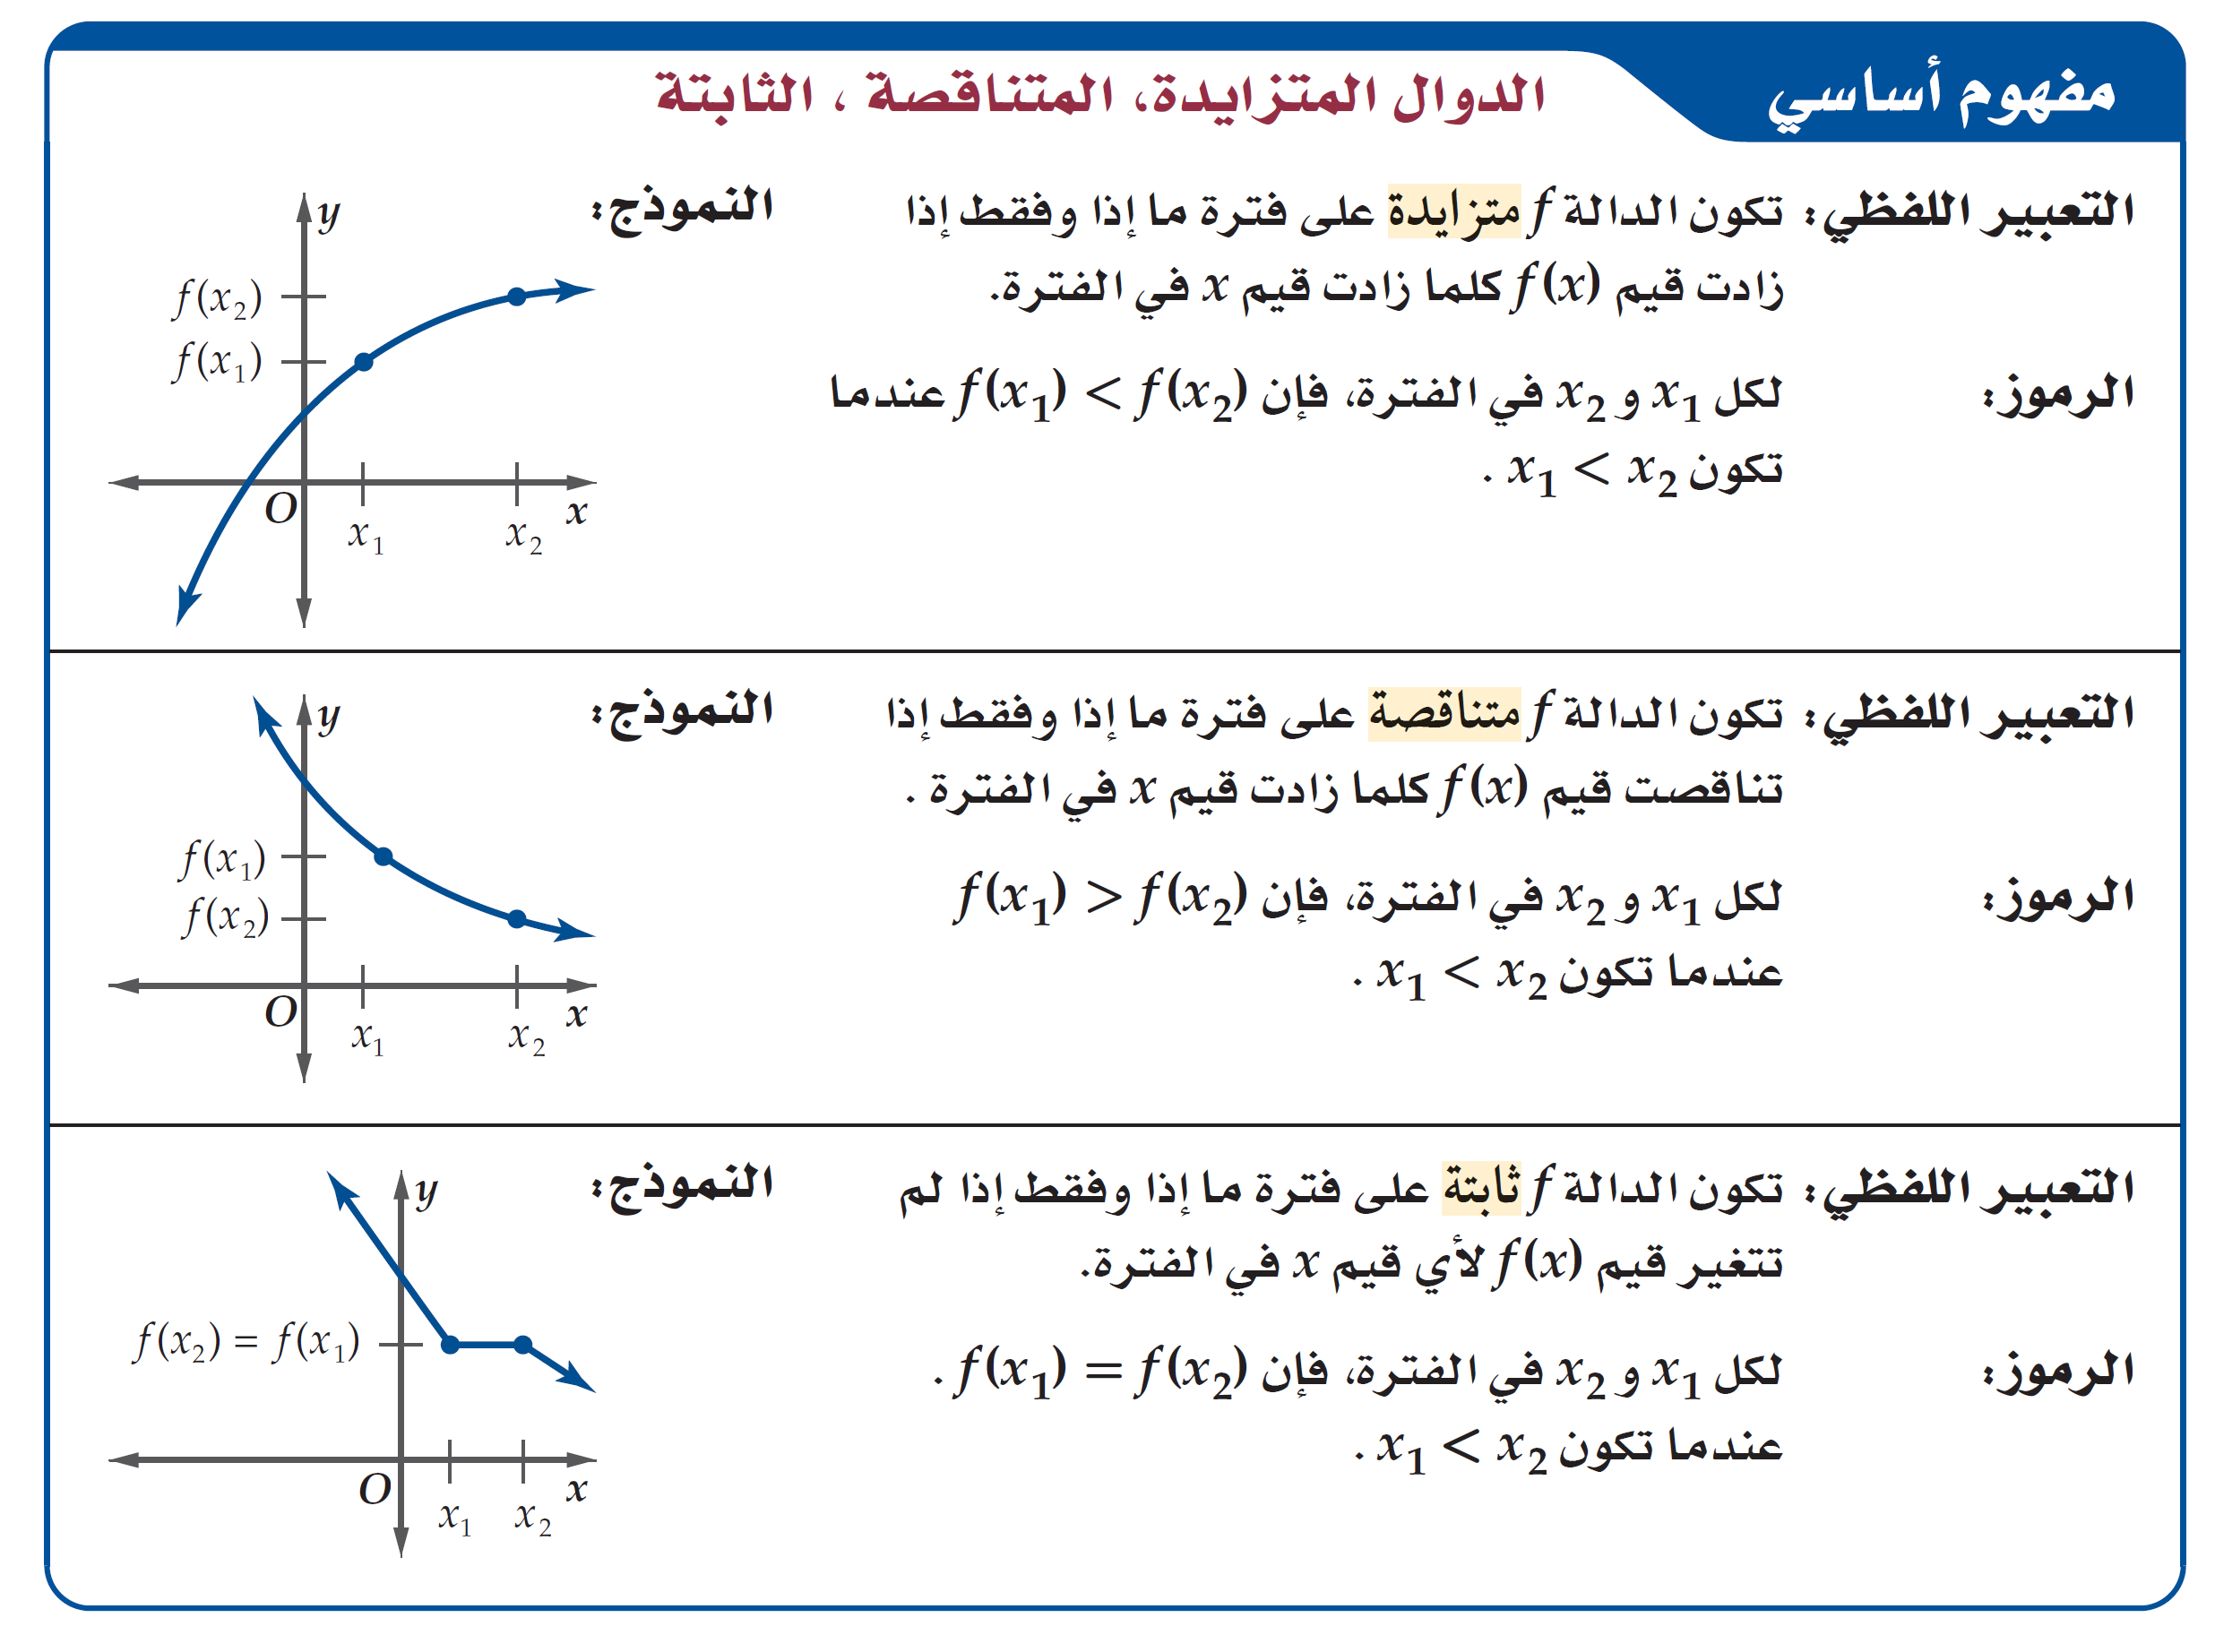 مفهوم أساسي
الدوال المتزايدة، المتناقصة ، الثابتة
التعبير اللفظي: تكون الدالة f متزايدة على فترة ما إذا وفقط إذا
زادت قيم f(x) كلما زادت قيم x في الفترة.
الرموز: لكل x₁ و x₂ في الفترة، فإن f(x₁) < f(x₂) عندما
تكون x₁ < x₂ .
النموذج:
y
f(x₂)
f(x₁)
O
x
x₁
x₂
التعبير اللفظي: تكون الدالة f متناقصة على فترة ما إذا وفقط إذا
تناقصت قيم f(x) كلما زادت قيم x في الفترة .
الرموز: لكل x₁ و x₂ في الفترة، فإن f(x₁) > f(x₂)
عندما تكون x₁ < x₂ .
النموذج:
y
f(x₁)
f(x₂)
O
x
x₁
x₂
التعبير اللفظي: تكون الدالة f ثابتة على فترة ما إذا وفقط إذا لم
تتغير قيم f(x) لأي قيم x في الفترة.
الرموز: لكل x₁ و x₂ في الفترة، فإن f(x₁) = f(x₂) .
عندما تكون x₁ < x₂ .
النموذج:
y
f(x₂) = f(x₁)
O
x
x₁
x₂